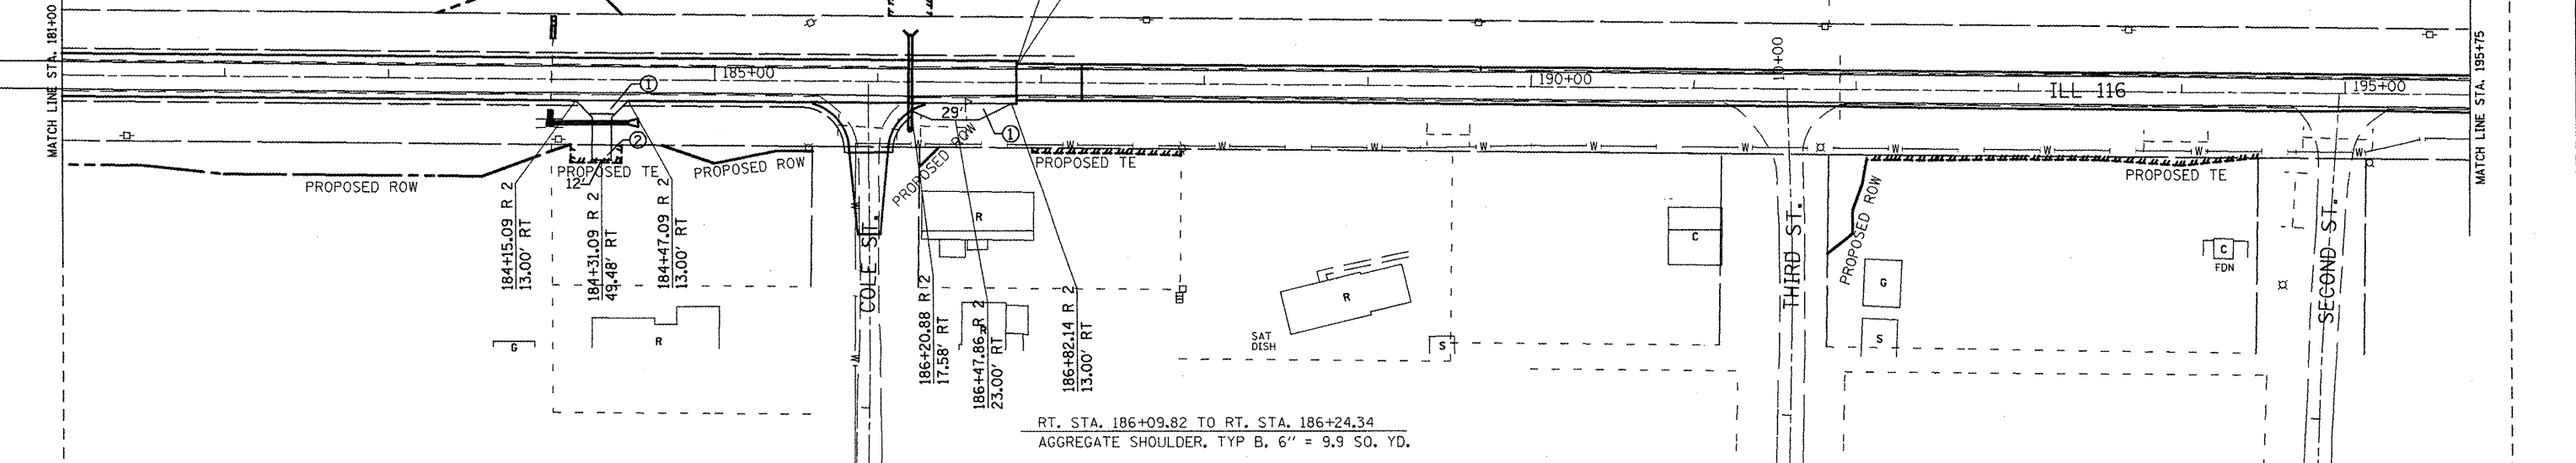 MATCH LINE STA. 181+00
185+00
190+00
10+00
ILL 116
195+00
MATCH LINE STA. 195+75
1
2
29'
1
W
W
W
W
W
W
W
W
W
W
W
PROPOSED ROW
PROPOSED TE
12'
PROPOSED ROW
PROPOSED ROW
PROPOSED TE
PROPOSED ROW
PROPOSED TE
184+15.09 R 2
13.00' RT
184+31.09 R 2
49.48' RT
184+47.09 R 2
13.00' RT
COLE ST.
W
W
R
186+20.88 R 2
17.58' RT
186+47.86 R 2
23.00' RT
186+82.14 R 2
13.00' RT
R
G
R
R
SAT
DISH
S
C
THIRD ST.
G
S
C
FDN
SECOND ST.
RT. STA. 186+09.82 TO RT. STA. 186+24.34
AGGREGATE SHOULDER, TYP B, 6" = 9.9 SQ. YD.